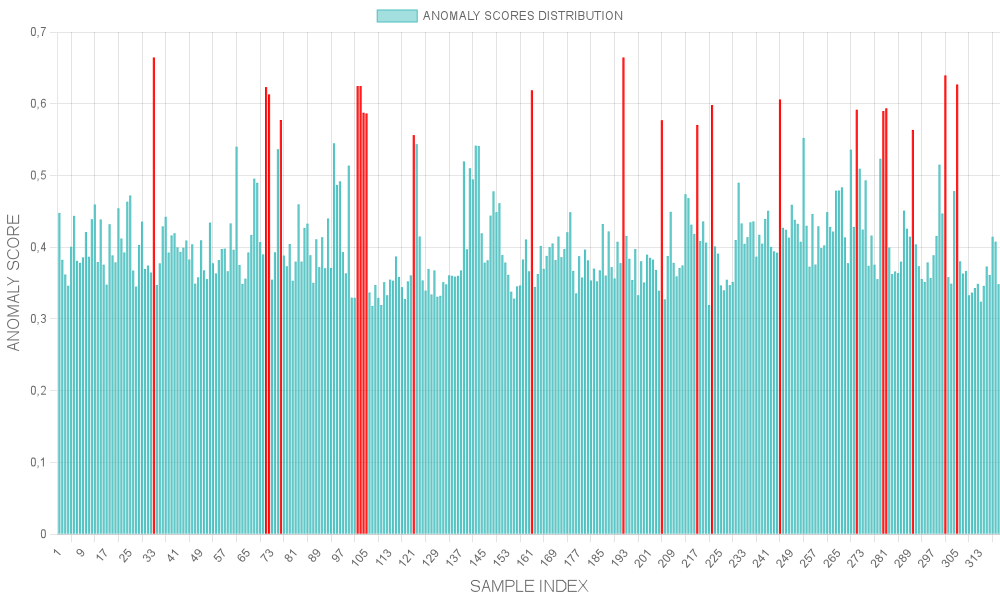 ANOMALY SCORES DISTRIBUTION
0,7
0,6
0,5
0,4
0,3
0,2
0,1
0
ANOMALY SCORE
1 9 17 25 33 41 49 57 65 73 81 89 97 105 113 121 129 137 145 153 161 169 177 185 193 201 209 217 225 233 241 249 257 265 273 281 289 297 305 313
SAMPLE INDEX